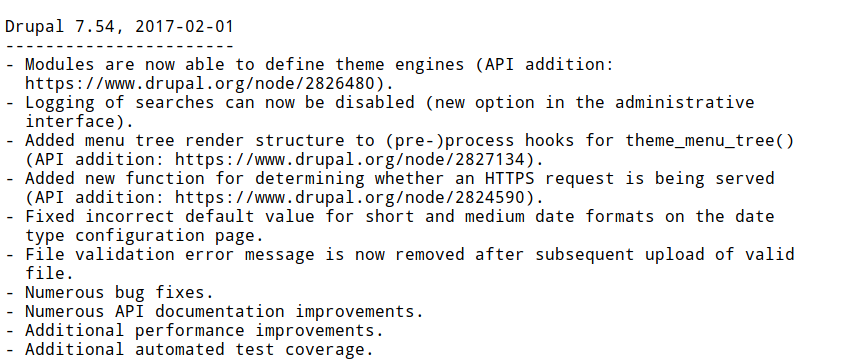 Drupal 7.54, 2017-02-01
-----------------------
- Modules are now able to define theme engines (API addition:
  https://www.drupal.org/node/2826480).
- Logging of searches can now be disabled (new option in the administrative
  interface).
- Added menu tree render structure to (pre-)process hooks for theme_menu_tree()
  (API addition: https://www.drupal.org/node/2827134).
- Added new function for determining whether an HTTPS request is being served
  (API addition: https://www.drupal.org/node/2824590).
- Fixed incorrect default value for short and medium date formats on the date
  type configuration page.
- File validation error message is now removed after subsequent upload of valid
  file.
- Numerous bug fixes.
- Numerous API documentation improvements.
- Additional performance improvements.
- Additional automated test coverage.